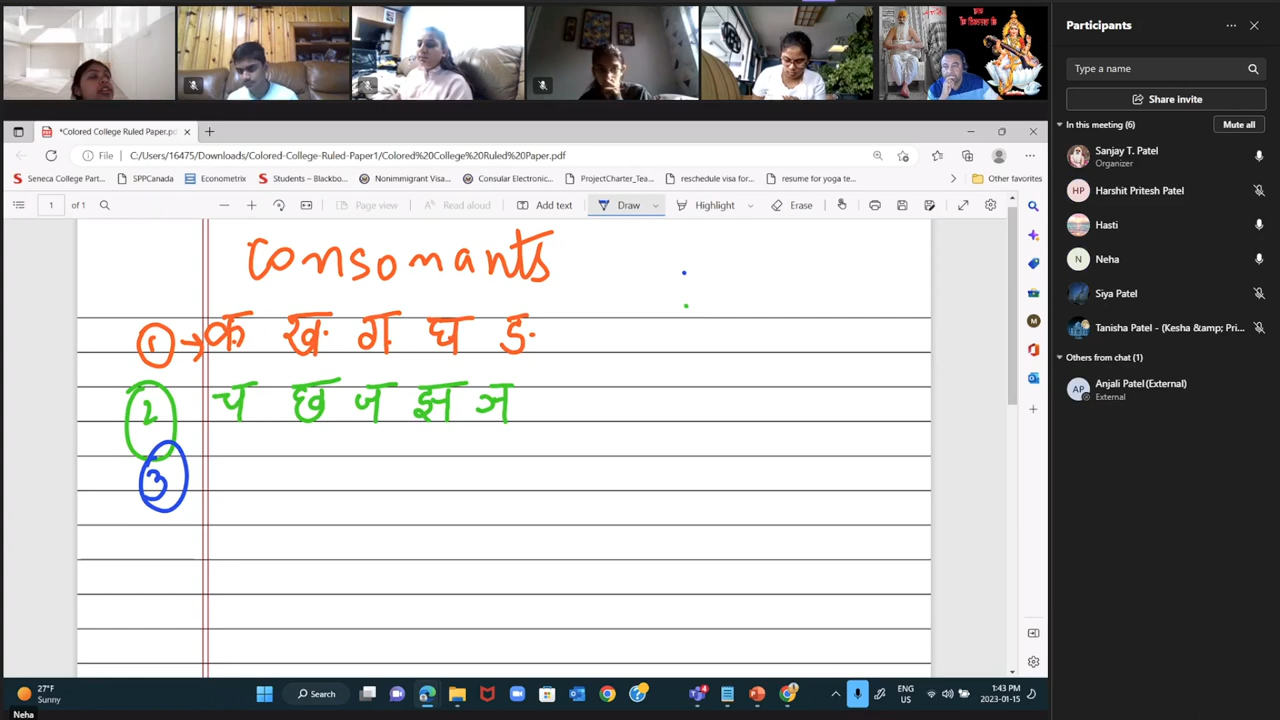 Participants
Type a name
Share invite
In this meeting (6)
Mute all
Sanjay T. Patel
Organizer
HP
Harshit Pritesh Patel
Hasti
N
Neha
Siya Patel
Tanisha Patel - (Kesha &amp; Pri...
Others from chat (1)
AP
Anjali Patel (External)
External
*Colored College Ruled Paper.pd
File
C:/Users/16475/Downloads/Colored-College-Ruled-Paper1/Colored%20College%20Ruled%20Paper.pdf
Seneca College Part...
SPPCanada
Econometrix
Students – Blackbo...
Nonimmigrant Visa...
Consular Electronic...
ProjectCharter_Tea...
reschedule visa for...
resume for yoga te...
Other favorites
1
of 1
Page view
Read aloud
Add text
Draw
Highlight
Erase
consonants
1 → क ख ग घ ङ
2 च छ ज झ ञ
3
27°F
Sunny
Search
ENG
US
1:43 PM
2023-01-15
Neha